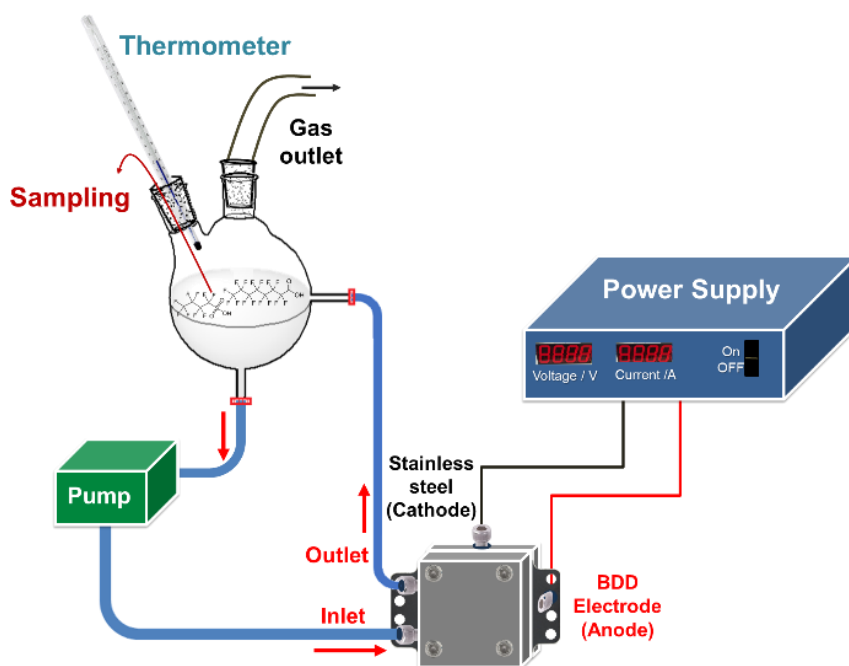 Thermometer
Gas
outlet
Sampling
Power Supply
On
OFF
Voltage / V
Current /A
Stainless
steel
(Cathode)
Pump
Outlet
Inlet
BDD
Electrode
(Anode)